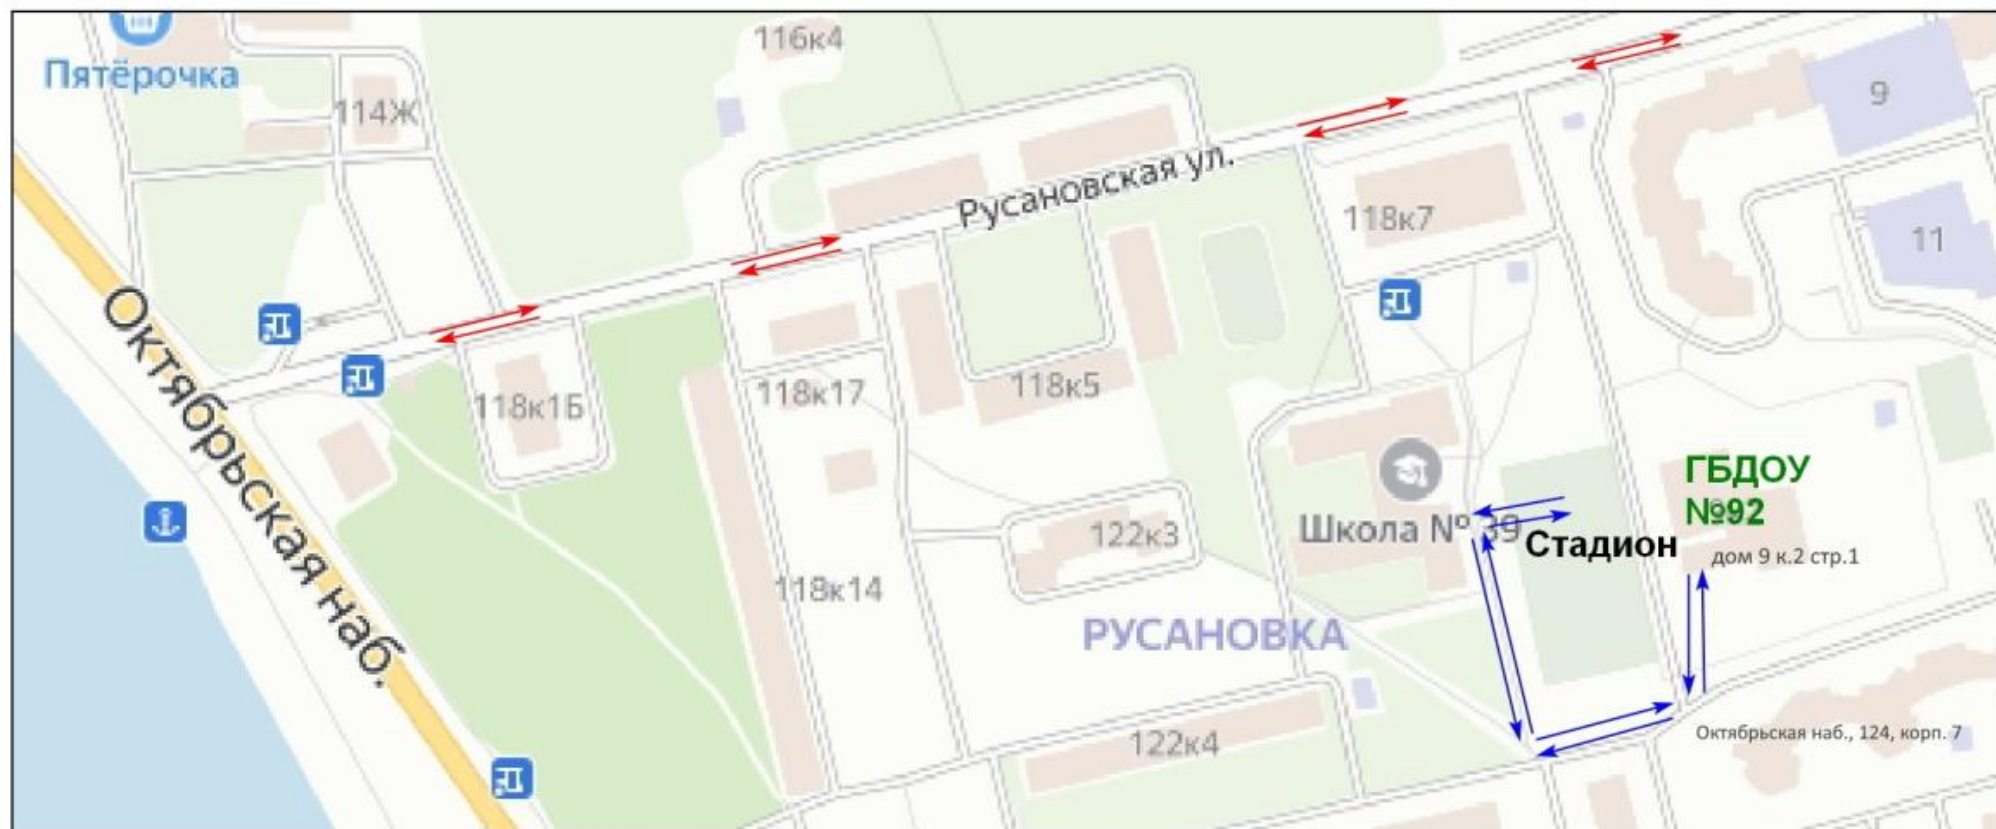 116к4
Пятёрочка
9
114Ж
Русановская ул.
118к7
11
Октябрьская наб.
118к1Б
118к17
118к5
ГБДОУ
№92
Школа № 39
Стадион
дом 9 к.2 стр.1
122к3
118к14
РУСАНОВКА
122к4
Октябрьская наб., 124, корп. 7